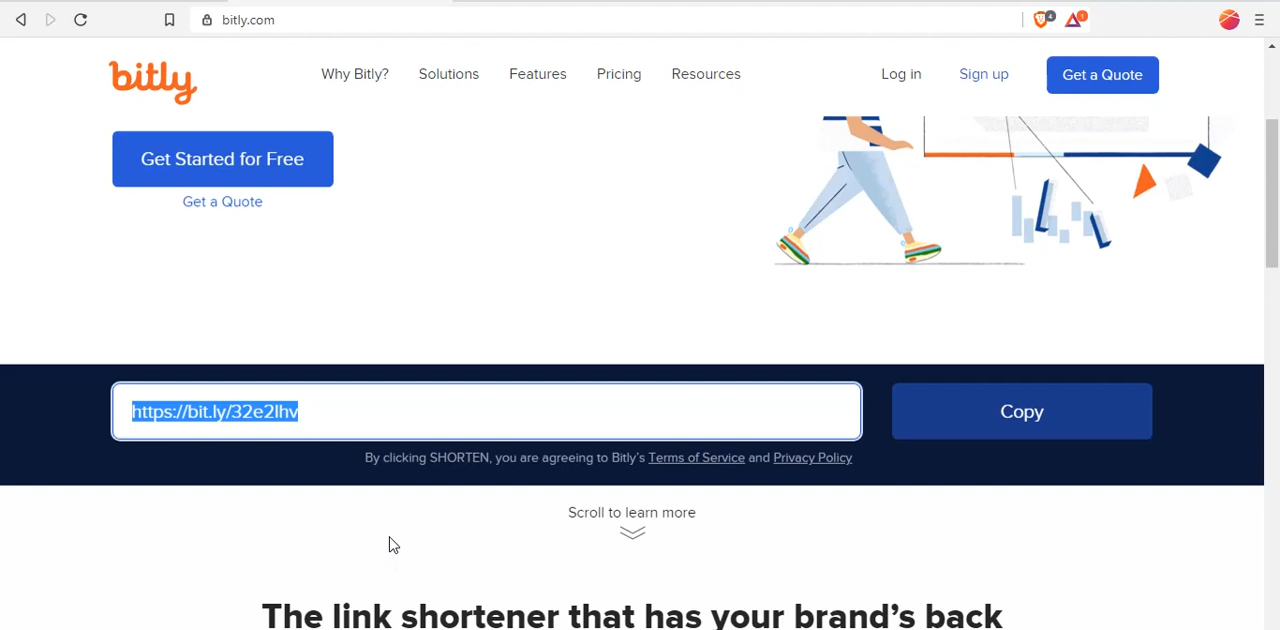 bitly.com
4
1
bitly
Why Bitly?
Solutions
Features
Pricing
Resources
Log in
Sign up
Get a Quote
Get Started for Free
Get a Quote
https://bit.ly/32e2lhv
Copy
By clicking SHORTEN, you are agreeing to Bitly’s Terms of Service and Privacy Policy
Scroll to learn more
The link shortener that has your brand’s back